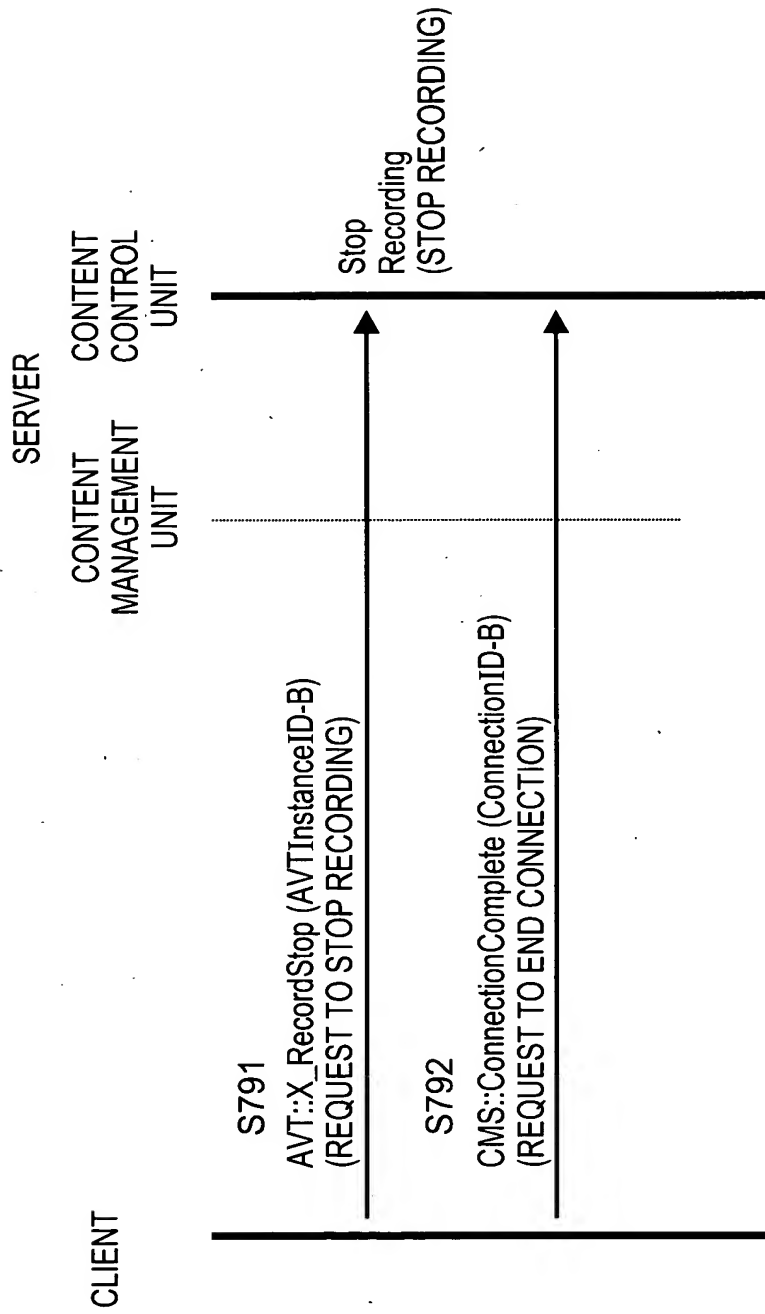 SERVER
CLIENT
CONTENT
MANAGEMENT
UNIT
CONTENT
CONTROL
UNIT
S791
AVT::X_RecordStop (AVTInstanceID-B)
(REQUEST TO STOP RECORDING)
Stop
Recording
(STOP RECORDING)
S792
CMS::ConnectionComplete (ConnectionID-B)
(REQUEST TO END CONNECTION)